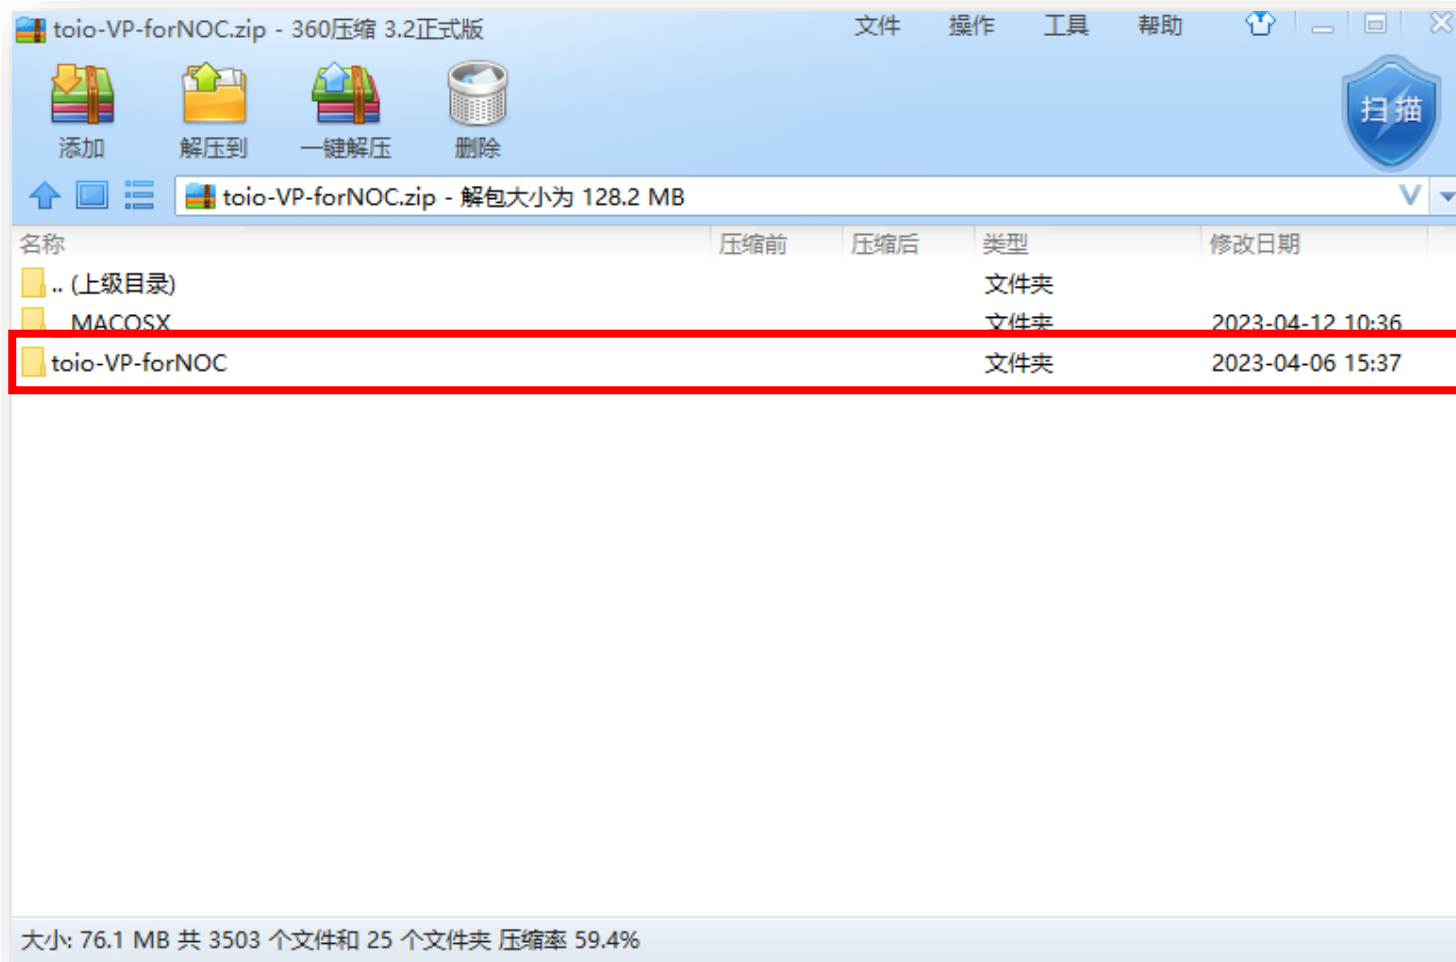 toio-VP-forNOC.zip - 360压缩 3.2正式版 文件 操作 工具 帮助
扫描
添加 解压到 一键解压 删除
toio-VP-forNOC.zip - 解包大小为 128.2 MB
名称 压缩前 压缩后 类型 修改日期
.. (上级目录) 文件夹
__MACOSX 文件夹 2023-04-12 10:36
toio-VP-forNOC 文件夹 2023-04-06 15:37
大小: 76.1 MB 共 3503 个文件和 25 个文件夹 压缩率 59.4%